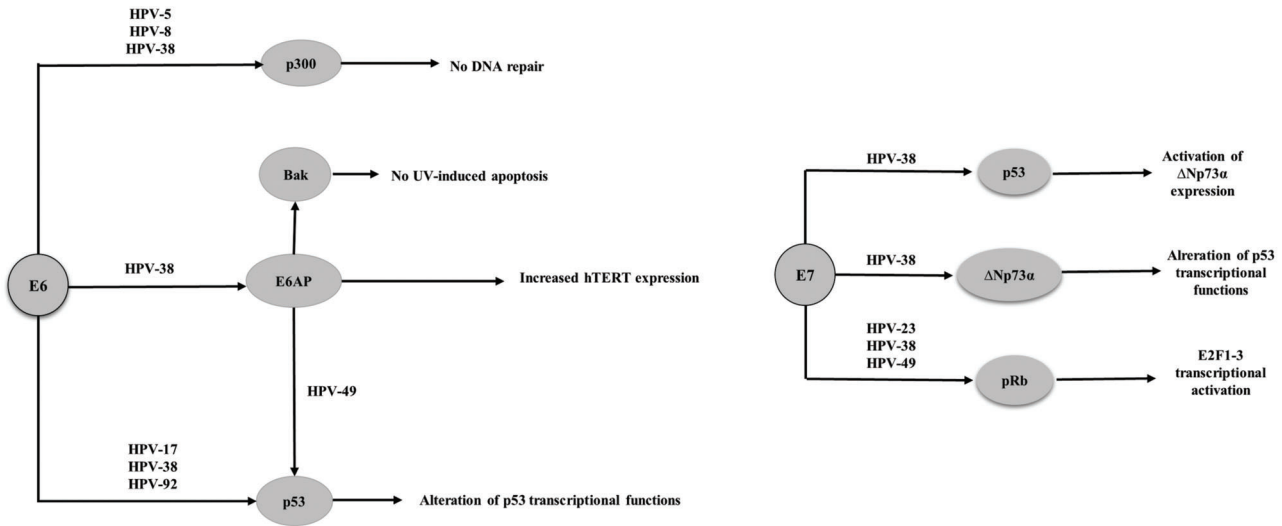 HPV-5
HPV-8
HPV-38
p300
No DNA repair
Bak
No UV-induced apoptosis
E6
HPV-38
E6AP
Increased hTERT expression
HPV-49
HPV-17
HPV-38
HPV-92
p53
Alteration of p53 transcriptional functions
HPV-38
p53
Activation of
ΔNp73α
expression
E7
HPV-38
ΔNp73α
Alreration of p53
transcriptional
functions
HPV-23
HPV-38
HPV-49
pRb
E2F1-3
transcriptional
activation